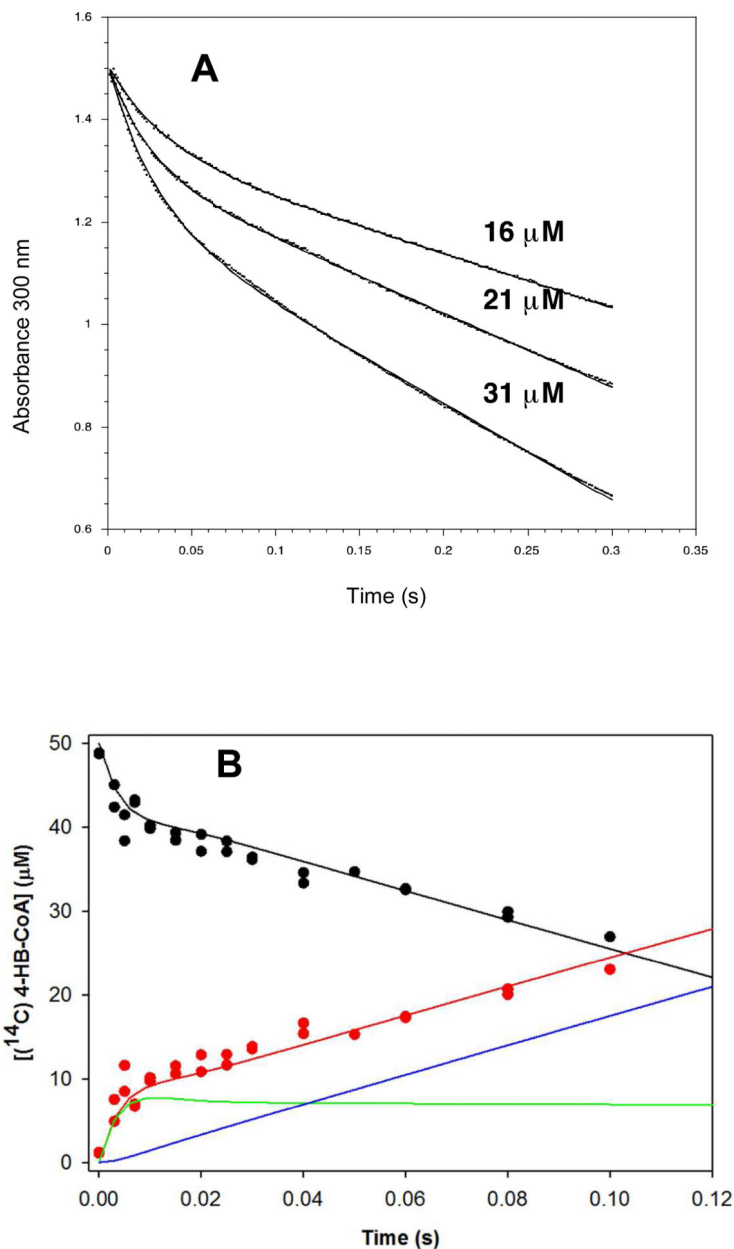 A
1.6
1.4
1.2
1
0.8
0.6
Absorbance 300 nm
16 μM
21 μM
31 μM
0 0.05 0.1 0.15 0.2 0.25 0.3 0.35
Time (s)
B
50
40
30
20
10
0
[(¹⁴C) 4-HB-CoA] (μM)
0.00 0.02 0.04 0.06 0.08 0.10 0.12
Time (s)